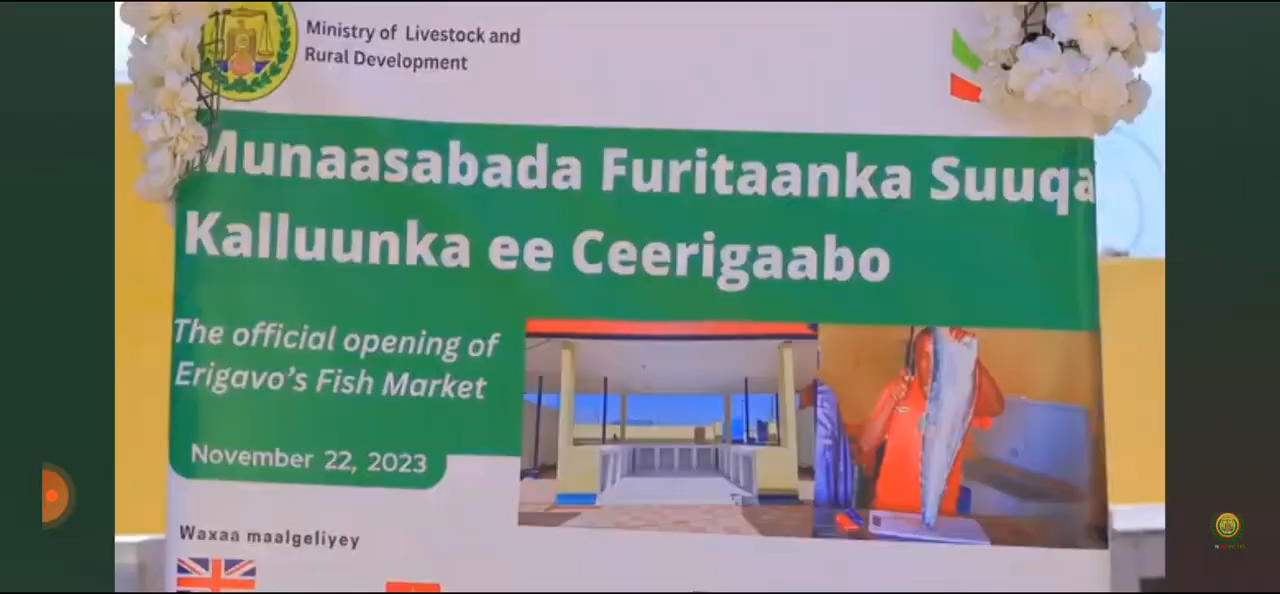 Ministry of Livestock and
Rural Development
Munaasabada Furitaanka Suuqa
Kalluunka ee Ceerigaabo
The official opening of
Erigavo's Fish Market
November 22, 2023
Waxaa maalgeliyey